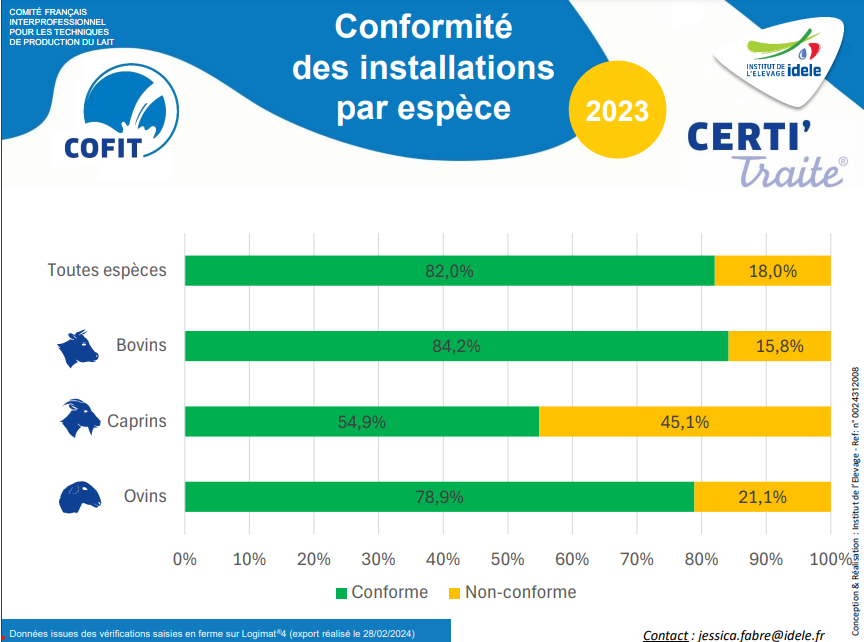 COMITÉ FRANÇAIS
INTERPROFESSIONNEL
POUR LES TECHNIQUES
DE PRODUCTION DU LAIT
COFIT
Conformité
des installations
par espèce
2023
INSTITUT DE
L'ELEVAGE idele
CERTI'
Traite®
Toutes espèces 82,0% 18,0%
Bovins 84,2% 15,8%
Caprins 54,9% 45,1%
Ovins 78,9% 21,1%
0% 10% 20% 30% 40% 50% 60% 70% 80% 90% 100%
Conforme Non-conforme
Données issues des vérifications saisies en ferme sur Logimat®4 (export réalisé le 28/02/2024)
Contact : jessica.fabre@idele.fr
Conception & Réalisation : Institut de l'Elevage - Ref: n° 0024312008